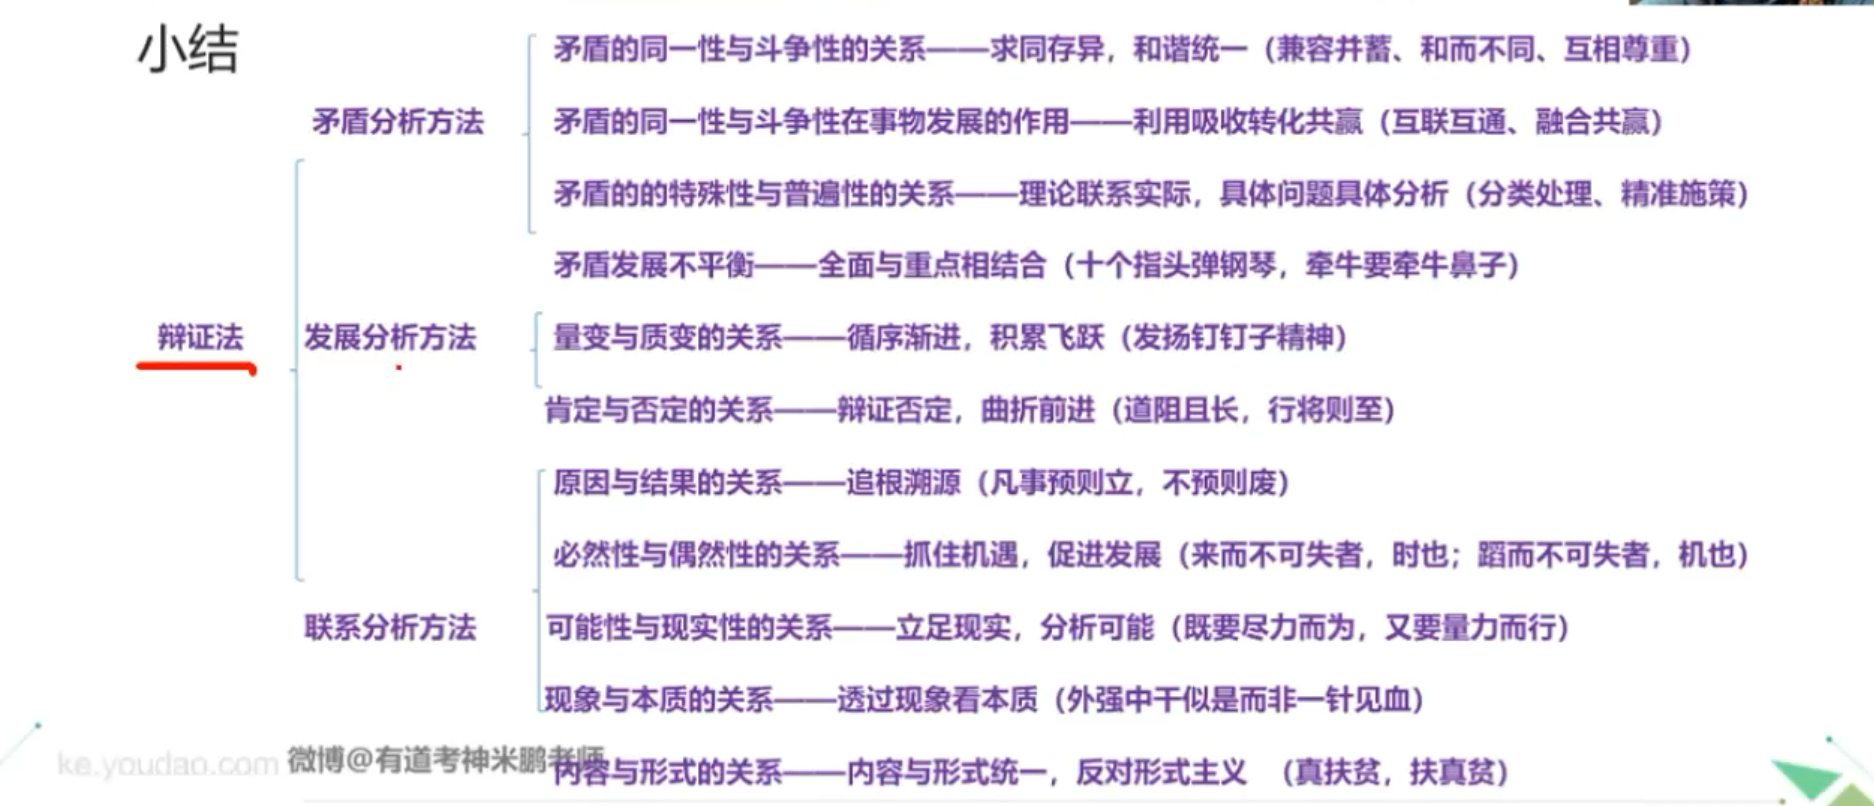 小结
矛盾的同一性与斗争性的关系——求同存异，和谐统一（兼容并蓄、和而不同、互相尊重）
矛盾分析方法
矛盾的同一性与斗争性在事物发展的作用——利用吸收转化共赢（互联互通、融合共赢）
矛盾的的特殊性与普遍性的关系——理论联系实际，具体问题具体分析（分类处理、精准施策）
矛盾发展不平衡——全面与重点相结合（十个指头弹钢琴，牵牛要牵牛鼻子）
辩证法
发展分析方法
量变与质变的关系——循序渐进，积累飞跃（发扬钉钉子精神）
肯定与否定的关系——辩证否定，曲折前进（道阻且长，行将则至）
原因与结果的关系——追根溯源（凡事预则立，不预则废）
必然性与偶然性的关系——抓住机遇，促进发展（来而不可失者，时也；蹈而不可失者，机也）
联系分析方法
可能性与现实性的关系——立足现实，分析可能（既要尽力而为，又要量力而行）
现象与本质的关系——透过现象看本质（外强中干似是而非一针见血）
ke.youdao.com
微博@有道考神米鹏老师
内容与形式的关系——内容与形式统一，反对形式主义 （真扶贫，扶真贫）